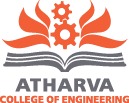 ATHARVA
COLLEGE OF ENGINEERING